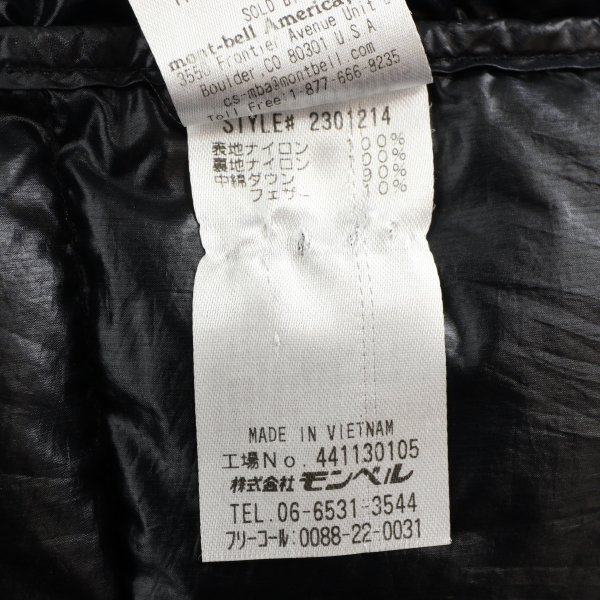 SOLD BY
mont-bell America,
3550 Frontier Avenue Unit
Boulder.CO 80301 U.S.A
cs-mba@montbell.com
Toll Free:1-877-666-8235
STYLE# 2301214
表地ナイロン 100%
裏地ナイロン 100%
中綿ダウン 90%
フェザー 10%
MADE IN VIETNAM
工場No. 441130105
株式会社 モンベル
TEL.06-6531-3544
フリーコール:0088-22-0031